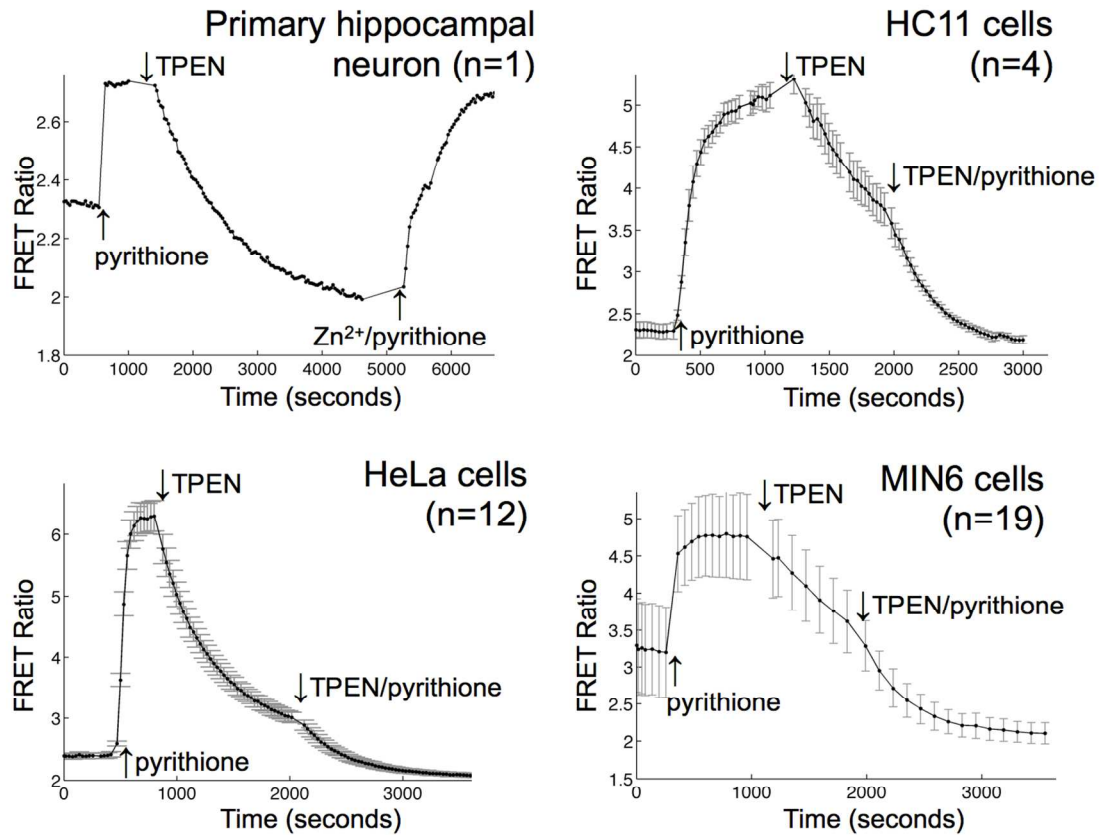 Primary hippocampal
neuron (n=1)
TPEN
2.6
2.4
2.2
2
1.8
FRET Ratio
pyrithione
Zn²⁺/pyrithione
0 1000 2000 3000 4000 5000 6000
Time (seconds)
HC11 cells
(n=4)
TPEN
5
4.5
4
3.5
3
2.5
2
FRET Ratio
TPEN/pyrithione
pyrithione
0 500 1000 1500 2000 2500 3000
Time (seconds)
HeLa cells
(n=12)
TPEN
6
5
4
3
2
FRET Ratio
TPEN/pyrithione
pyrithione
0 1000 2000 3000
Time (seconds)
MIN6 cells
(n=19)
TPEN
5
4.5
4
3.5
3
2.5
2
1.5
FRET Ratio
TPEN/pyrithione
pyrithione
0 1000 2000 3000
Time (seconds)